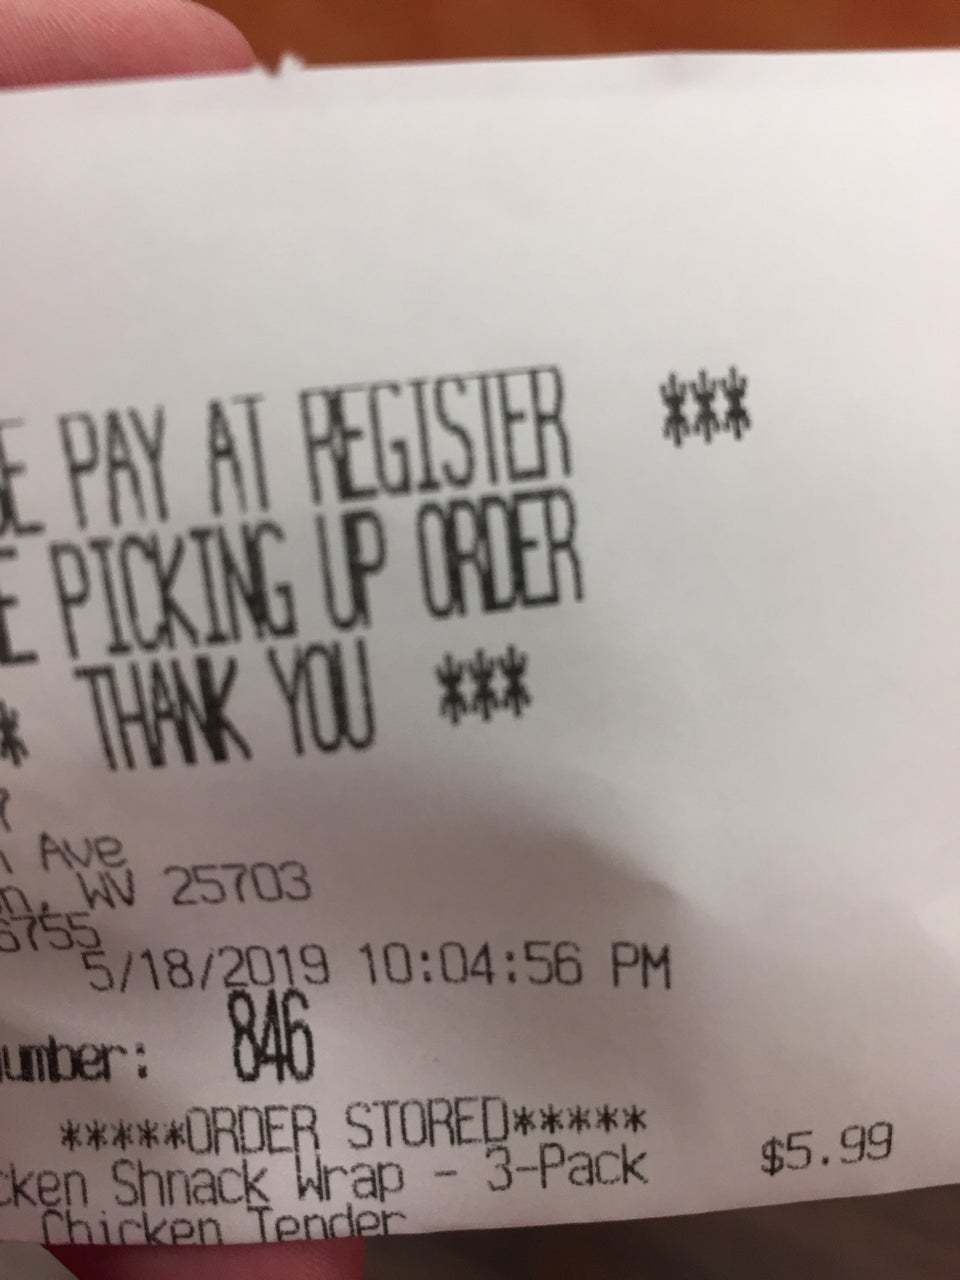 PAY AT REGISTER ***
PICKING UP ORDER
* THANK YOU ***
Ave
WV 25703
6755
5/18/2019 10:04:56 PM
umber: 846
*****ORDER STORED*****
cken Shnack Wrap - 3-Pack $5.99
Chicken Tender